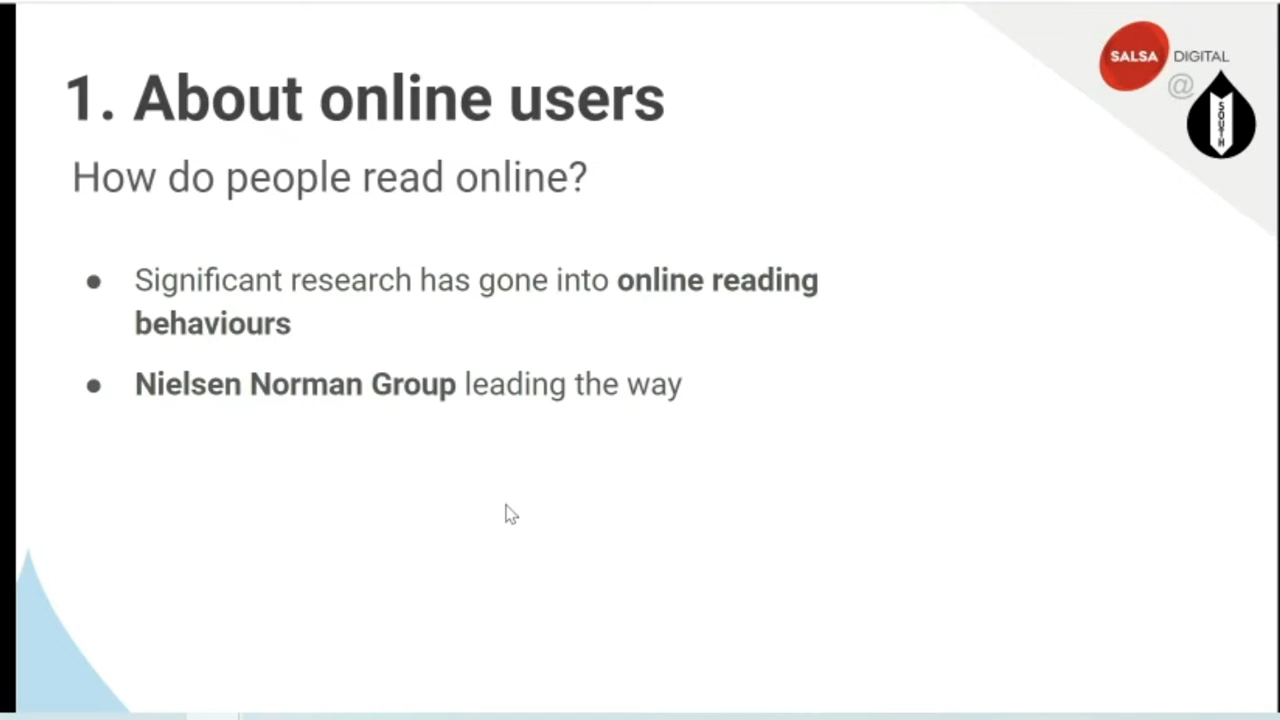 SALSA DIGITAL
@
SOUTH
1. About online users
How do people read online?
● Significant research has gone into online reading
behaviours
● Nielsen Norman Group leading the way